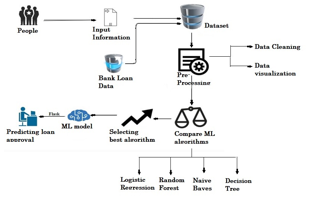 People
Input
Information
Dataset
Bank Loan
Data
Data Cleaning
Data
visualization
Pre-
Processing
Flask
Predicting loan
approval
ML model
Selecting
best algorithm
Compare ML
algorithms
Logistic
Regression
Random
Forest
Naive
Bayes
Decision
Tree